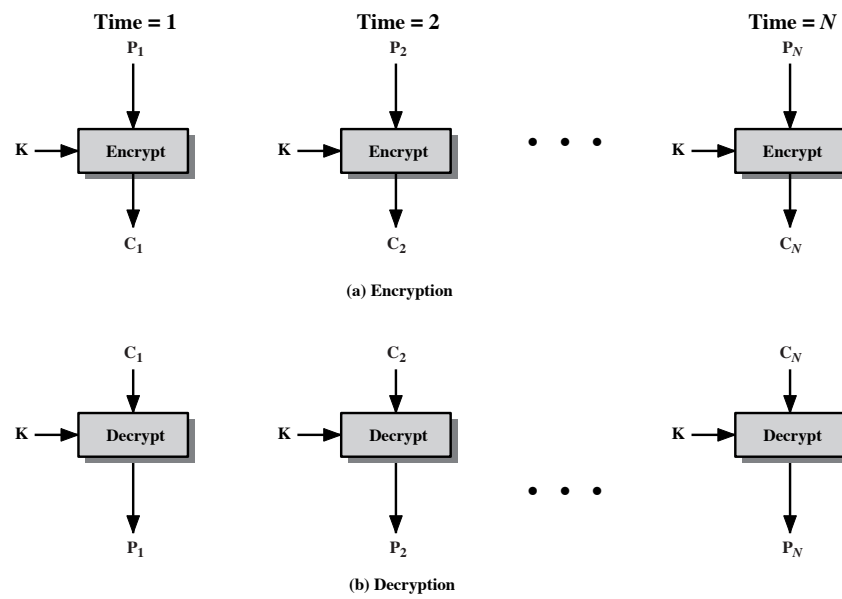 Time = 1 Time = 2 Time = N
P1 P2 PN
K Encrypt K Encrypt • • • K Encrypt
C1 C2 CN
(a) Encryption
C1 C2 CN
K Decrypt K Decrypt K Decrypt
• • •
P1 P2 PN
(b) Decryption